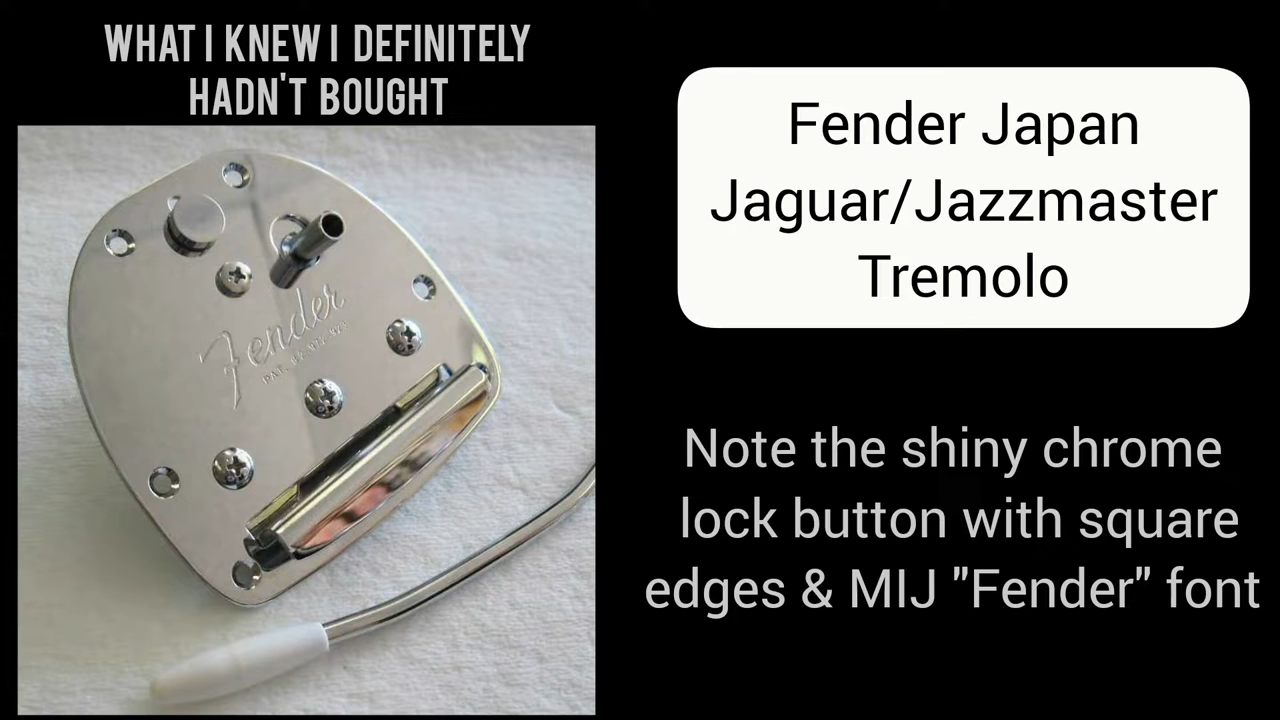 WHAT I KNEW I DEFINITELY
HADN'T BOUGHT
Fender Japan
Jaguar/Jazzmaster
Tremolo
Fender
PAT.
Note the shiny chrome
lock button with square
edges & MIJ "Fender" font